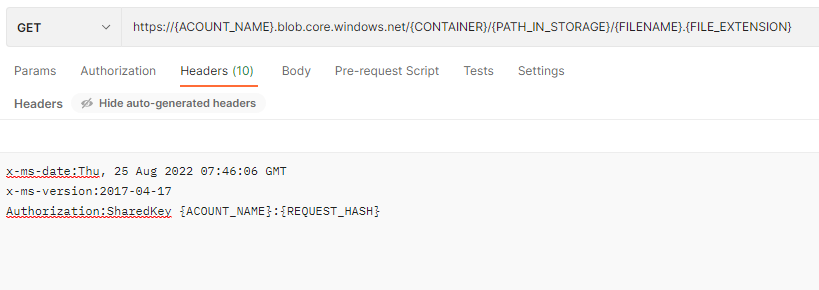 GET https://{ACOUNT_NAME}.blob.core.windows.net/{CONTAINER}/{PATH_IN_STORAGE}/{FILENAME}.{FILE_EXTENSION}
Params Authorization Headers (10) Body Pre-request Script Tests Settings
Headers Hide auto-generated headers
x-ms-date:Thu, 25 Aug 2022 07:46:06 GMT
x-ms-version:2017-04-17
Authorization:SharedKey {ACOUNT_NAME}:{REQUEST_HASH}